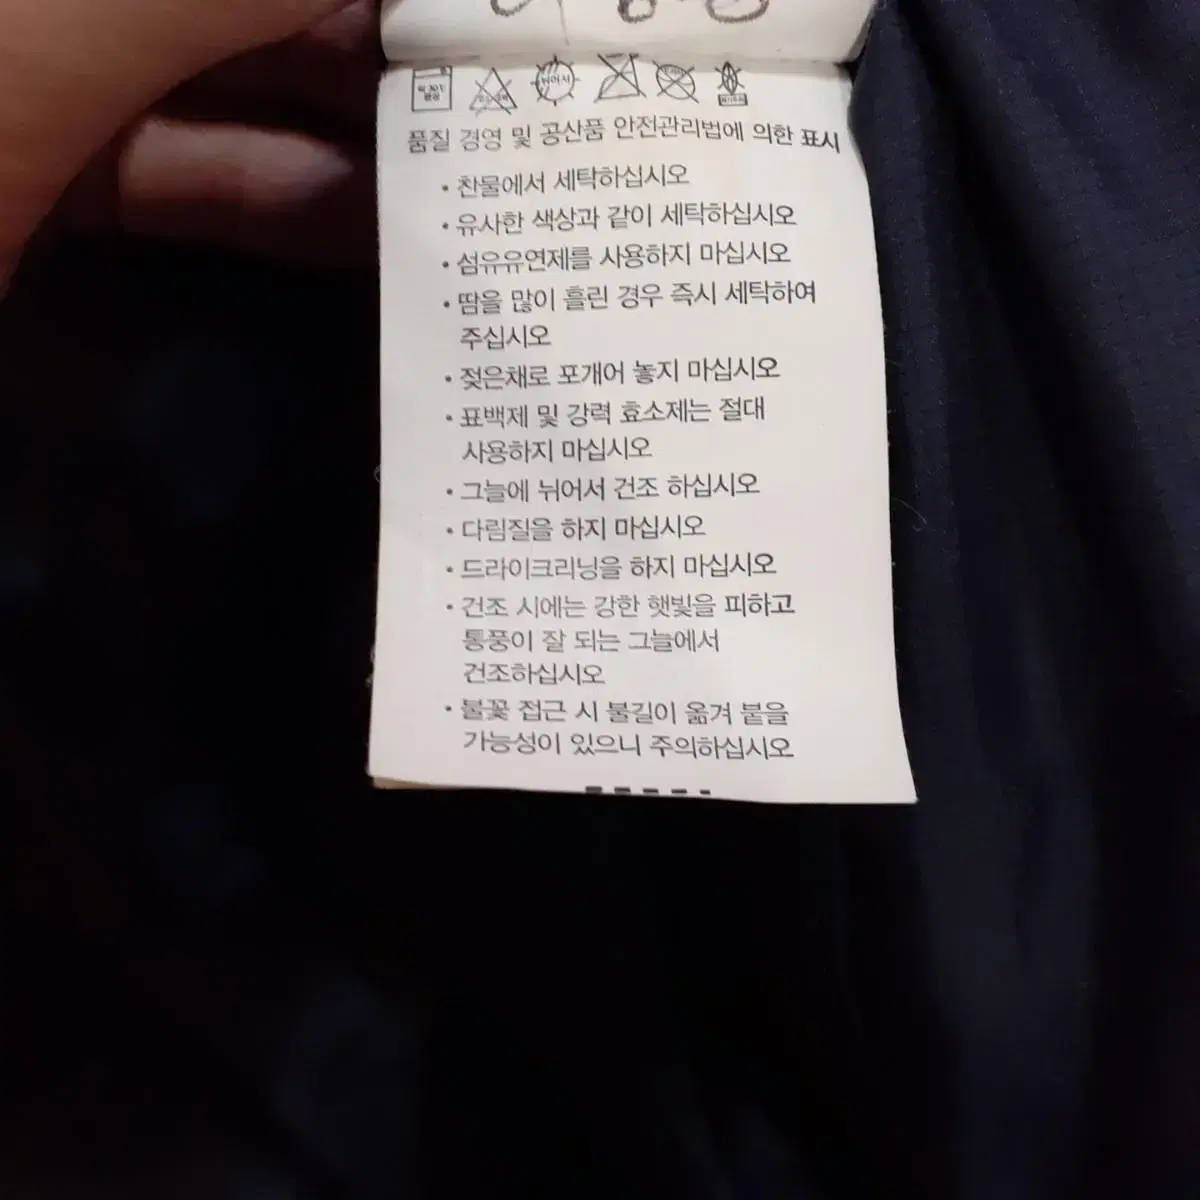 뉘어서
품질 경영 및 공산품 안전관리법에 의한 표시
• 찬물에서 세탁하십시오
• 유사한 색상과 같이 세탁하십시오
• 섬유유연제를 사용하지 마십시오
• 땀을 많이 흘린 경우 즉시 세탁하여
주십시오
• 젖은채로 포개어 놓지 마십시오
• 표백제 및 강력 효소제는 절대
사용하지 마십시오
• 그늘에 뉘어서 건조 하십시오
• 다림질을 하지 마십시오
• 드라이크리닝을 하지 마십시오
• 건조 시에는 강한 햇빛을 피하고
통풍이 잘 되는 그늘에서
건조하십시오
• 불꽃 접근 시 불길이 옮겨 붙을
가능성이 있으니 주의하십시오